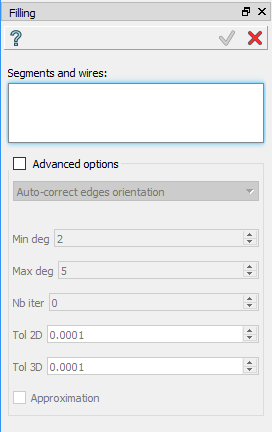 Filling
?
Segments and wires:
Advanced options
Auto-correct edges orientation
Min deg 2
Max deg 5
Nb iter 0
Tol 2D 0.0001
Tol 3D 0.0001
Approximation